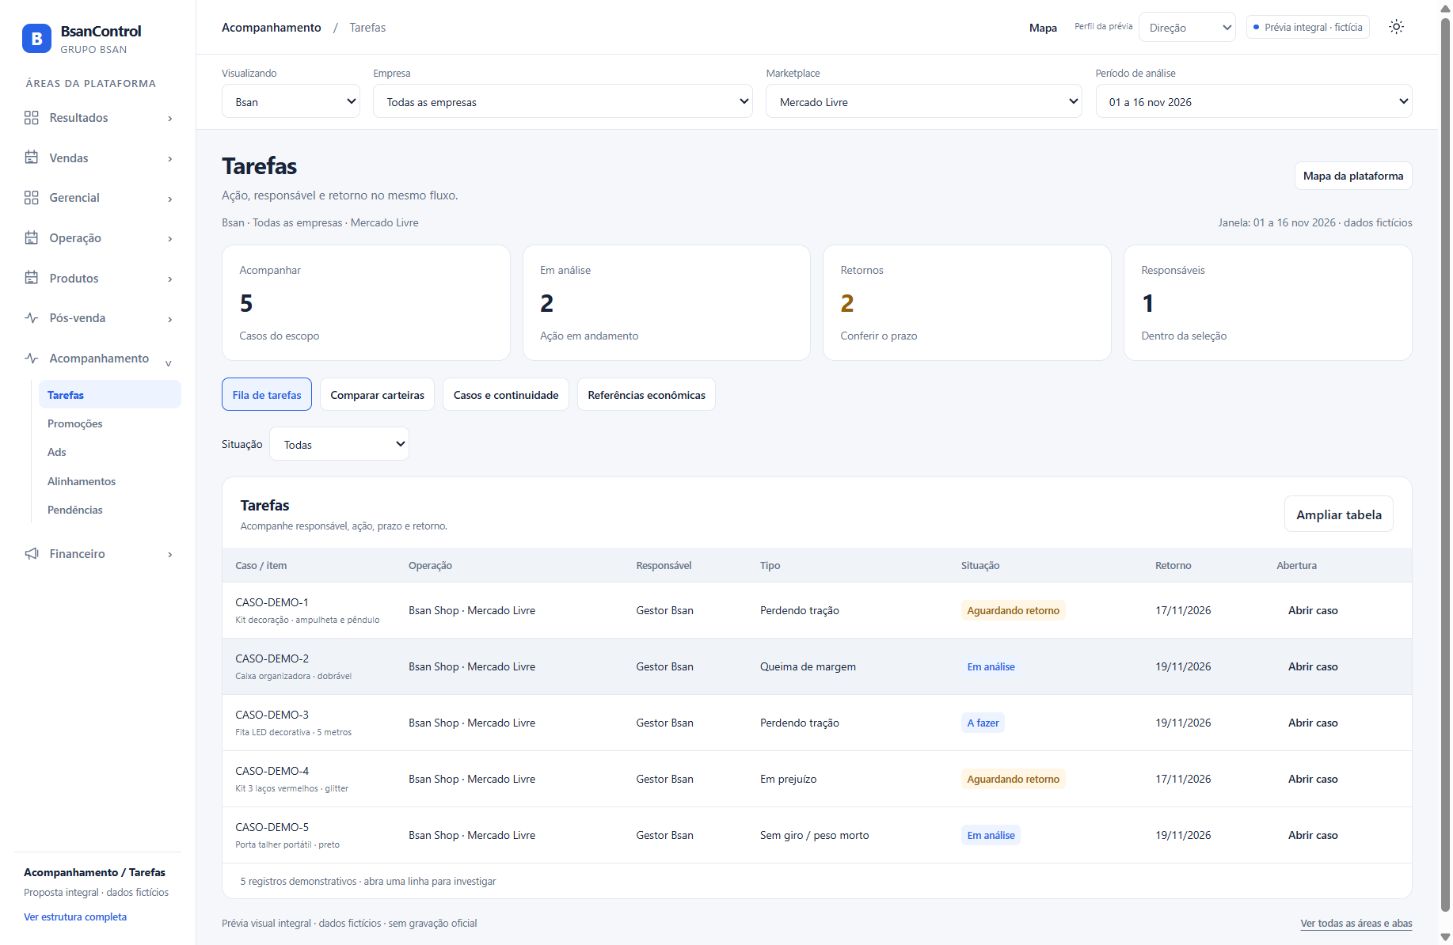 B
BsanControl
GRUPO BSAN
ÁREAS DA PLATAFORMA
Resultados
Vendas
Gerencial
Operação
Produtos
Pós-venda
Acompanhamento
Tarefas
Promoções
Ads
Alinhamentos
Pendências
Financeiro
Acompanhamento / Tarefas
Proposta integral · dados fictícios
Ver estrutura completa
Acompanhamento / Tarefas
Mapa
Perfil da prévia
Direção
Prévia integral · fictícia
Visualizando
Empresa
Marketplace
Período de análise
Bsan
Todas as empresas
Mercado Livre
01 a 16 nov 2026
Tarefas
Ação, responsável e retorno no mesmo fluxo.
Mapa da plataforma
Bsan · Todas as empresas · Mercado Livre
Janela: 01 a 16 nov 2026 · dados fictícios
Acompanhar
5
Casos do escopo
Em análise
2
Ação em andamento
Retornos
2
Conferir o prazo
Responsáveis
1
Dentro da seleção
Fila de tarefas
Comparar carteiras
Casos e continuidade
Referências econômicas
Situação
Todas
Tarefas
Acompanhe responsável, ação, prazo e retorno.
Ampliar tabela
Caso / item Operação Responsável Tipo Situação Retorno Abertura
CASO-DEMO-1
Kit decoração · ampulheta e pêndulo
Bsan Shop · Mercado Livre Gestor Bsan Perdendo tração Aguardando retorno 17/11/2026 Abrir caso
CASO-DEMO-2
Caixa organizadora · dobrável
Bsan Shop · Mercado Livre Gestor Bsan Queima de margem Em análise 19/11/2026 Abrir caso
CASO-DEMO-3
Fita LED decorativa · 5 metros
Bsan Shop · Mercado Livre Gestor Bsan Perdendo tração A fazer 19/11/2026 Abrir caso
CASO-DEMO-4
Kit 3 laços vermelhos · glitter
Bsan Shop · Mercado Livre Gestor Bsan Em prejuízo Aguardando retorno 17/11/2026 Abrir caso
CASO-DEMO-5
Porta talher portátil · preto
Bsan Shop · Mercado Livre Gestor Bsan Sem giro / peso morto Em análise 19/11/2026 Abrir caso
5 registros demonstrativos · abra uma linha para investigar
Prévia visual integral · dados fictícios · sem gravação oficial
Ver todas as áreas e abas